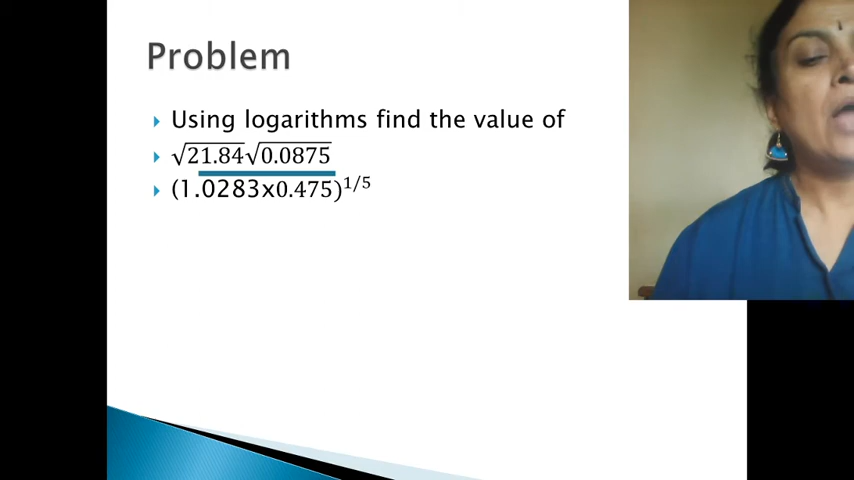 Problem
Using logarithms find the value of
√21.84√0.0875
(1.0283x0.475)^1/5